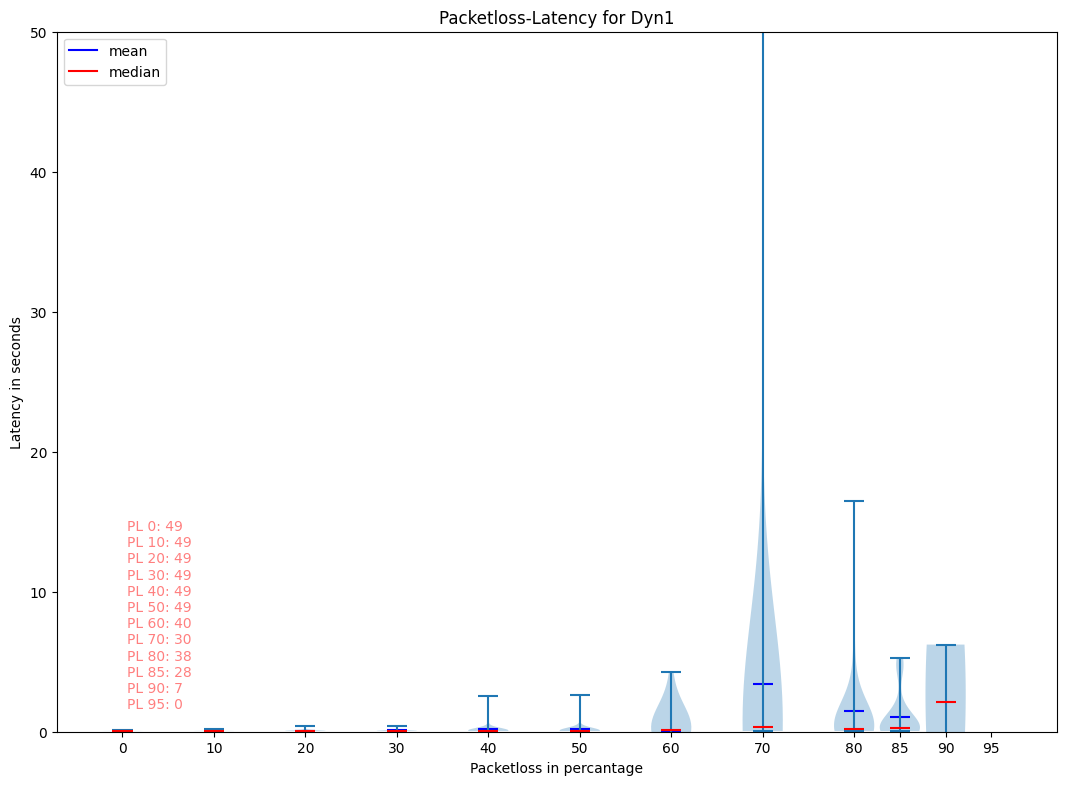 Packetloss-Latency for Dyn1
mean
median
50
40
30
20
10
0
Latency in seconds
PL 0: 49
PL 10: 49
PL 20: 49
PL 30: 49
PL 40: 49
PL 50: 49
PL 60: 40
PL 70: 30
PL 80: 38
PL 85: 28
PL 90: 7
PL 95: 0
0 10 20 30 40 50 60 70 80 85 90 95
Packetloss in percantage